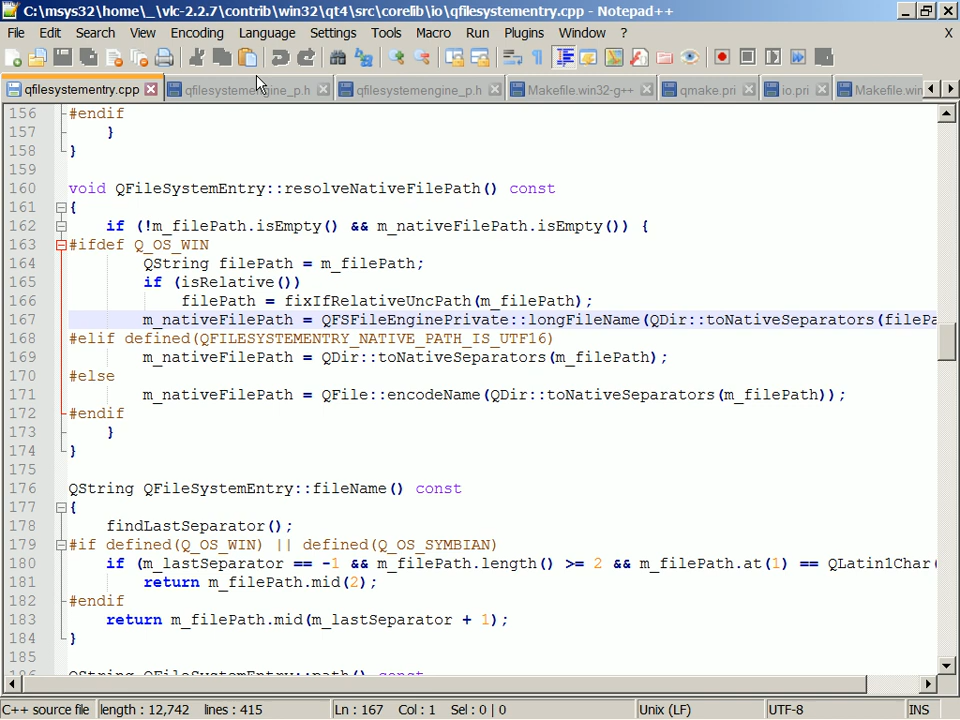 C:\msys32\home\_\vlc-2.2.7\contrib\win32\qt4\src\corelib\io\qfilesystementry.cpp - Notepad++
File Edit Search View Encoding Language Settings Tools Macro Run Plugins Window ? X
qfilesystementry.cpp qfilesystemengine_p.h qfilesystemengine_p.h Makefile.win32-g++ qmake.pri io.pri Makefile.win
156 #endif
157 }
158 }
159
160 void QFileSystemEntry::resolveNativeFilePath() const
161 {
162 if (!m_filePath.isEmpty() && m_nativeFilePath.isEmpty()) {
163 #ifdef Q_OS_WIN
164 QString filePath = m_filePath;
165 if (isRelative())
166 filePath = fixIfRelativeUncPath(m_filePath);
167 m_nativeFilePath = QFSFileEnginePrivate::longFileName(QDir::toNativeSeparators(filePa
168 #elif defined(QFILESYSTEMENTRY_NATIVE_PATH_IS_UTF16)
169 m_nativeFilePath = QDir::toNativeSeparators(m_filePath);
170 #else
171 m_nativeFilePath = QFile::encodeName(QDir::toNativeSeparators(m_filePath));
172 #endif
173 }
174 }
175
176 QString QFileSystemEntry::fileName() const
177 {
178 findLastSeparator();
179 #if defined(Q_OS_WIN) || defined(Q_OS_SYMBIAN)
180 if (m_lastSeparator == -1 && m_filePath.length() >= 2 && m_filePath.at(1) == QLatin1Char(
181 return m_filePath.mid(2);
182 #endif
183 return m_filePath.mid(m_lastSeparator + 1);
184 }
185
186 QString QFileSystemEntry::path() const
C++ source file length : 12,742 lines : 415 Ln : 167 Col : 1 Sel : 0 | 0 Unix (LF) UTF-8 INS